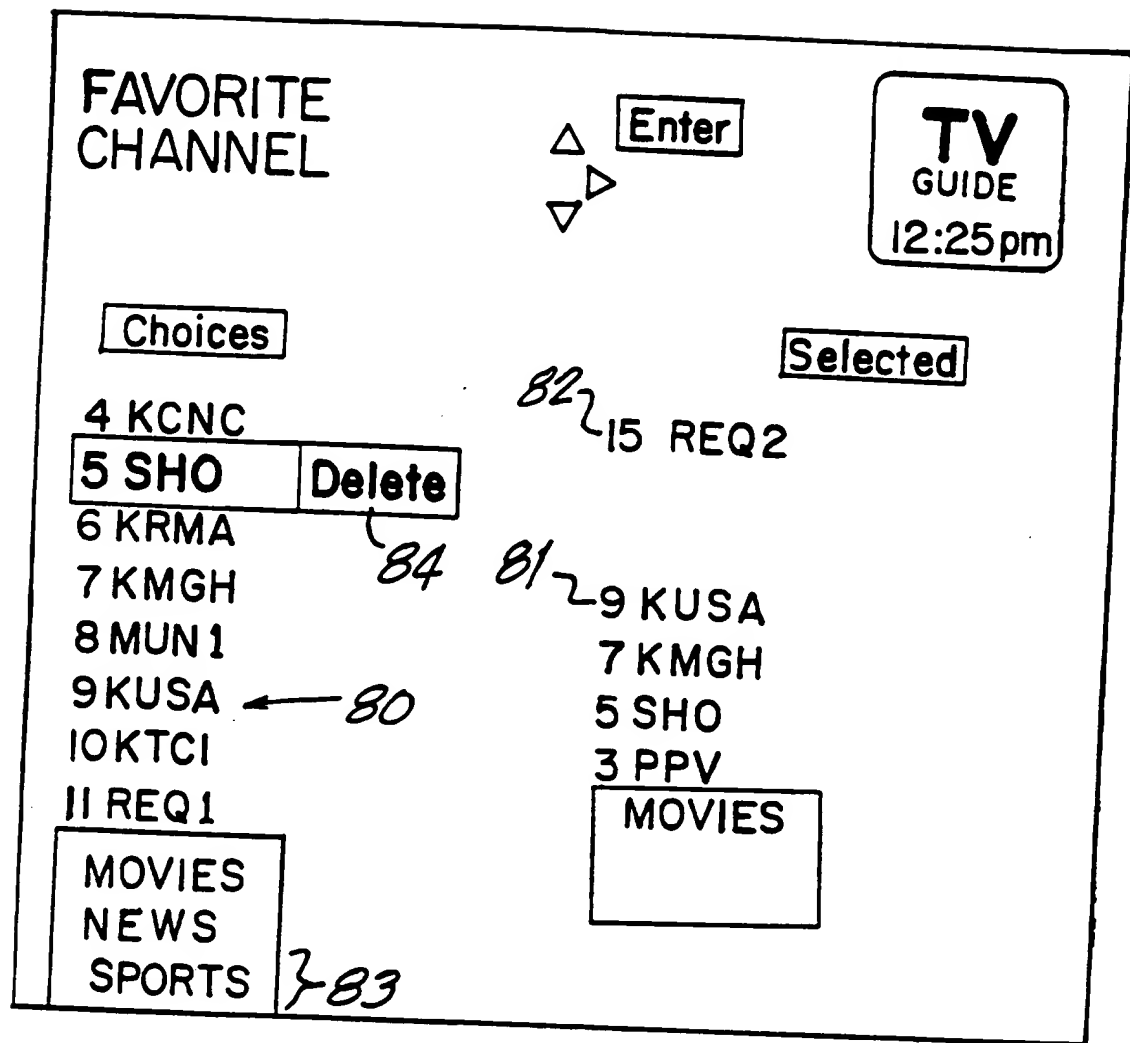 FAVORITE
CHANNEL
Enter
TV
GUIDE
12:25pm
Choices
Selected
4 KCNC
5 SHO Delete
6 KRMA
7 KMGH
8 MUN1
9 KUSA
10 KTCI
11 REQ1
MOVIES
NEWS
SPORTS
83
84
80
82
15 REQ2
81
9 KUSA
7 KMGH
5 SHO
3 PPV
MOVIES